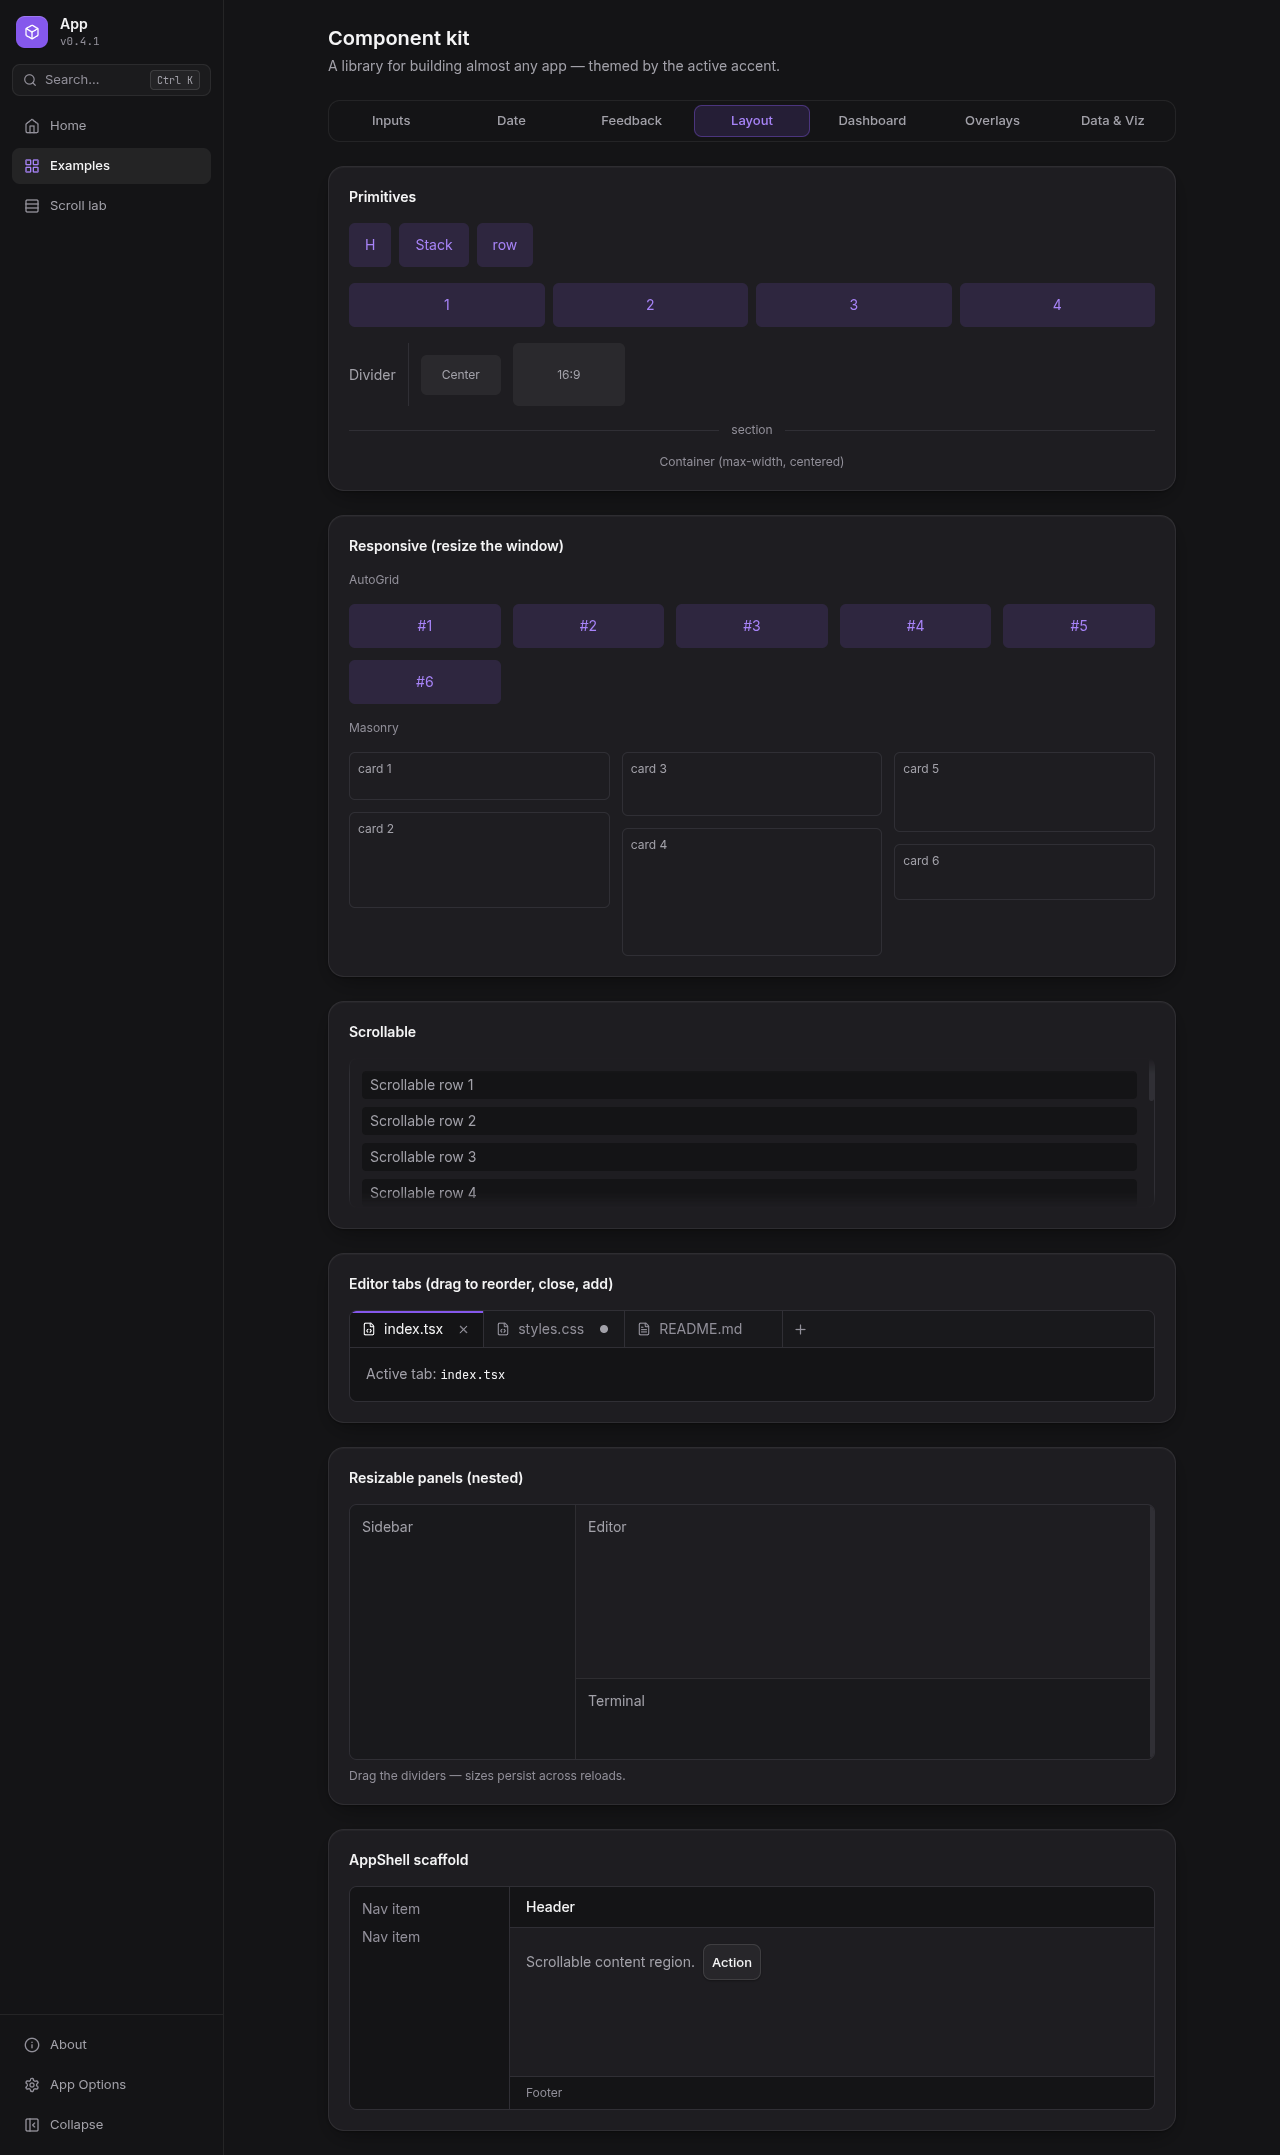 App
v0.4.1
Search...
Ctrl K
Home
Examples
Scroll lab
About
App Options
Collapse
Component kit
A library for building almost any app — themed by the active accent.
Inputs Date Feedback Layout Dashboard Overlays Data & Viz
Primitives
H Stack row
1 2 3 4
Divider Center 16:9
section
Container (max-width, centered)
Responsive (resize the window)
AutoGrid
#1 #2 #3 #4 #5
#6
Masonry
card 1
card 2
card 3
card 4
card 5
card 6
Scrollable
Scrollable row 1
Scrollable row 2
Scrollable row 3
Scrollable row 4
Editor tabs (drag to reorder, close, add)
index.tsx styles.css README.md
Active tab: index.tsx
Resizable panels (nested)
Sidebar
Editor
Terminal
Drag the dividers — sizes persist across reloads.
AppShell scaffold
Nav item
Nav item
Header
Scrollable content region. Action
Footer